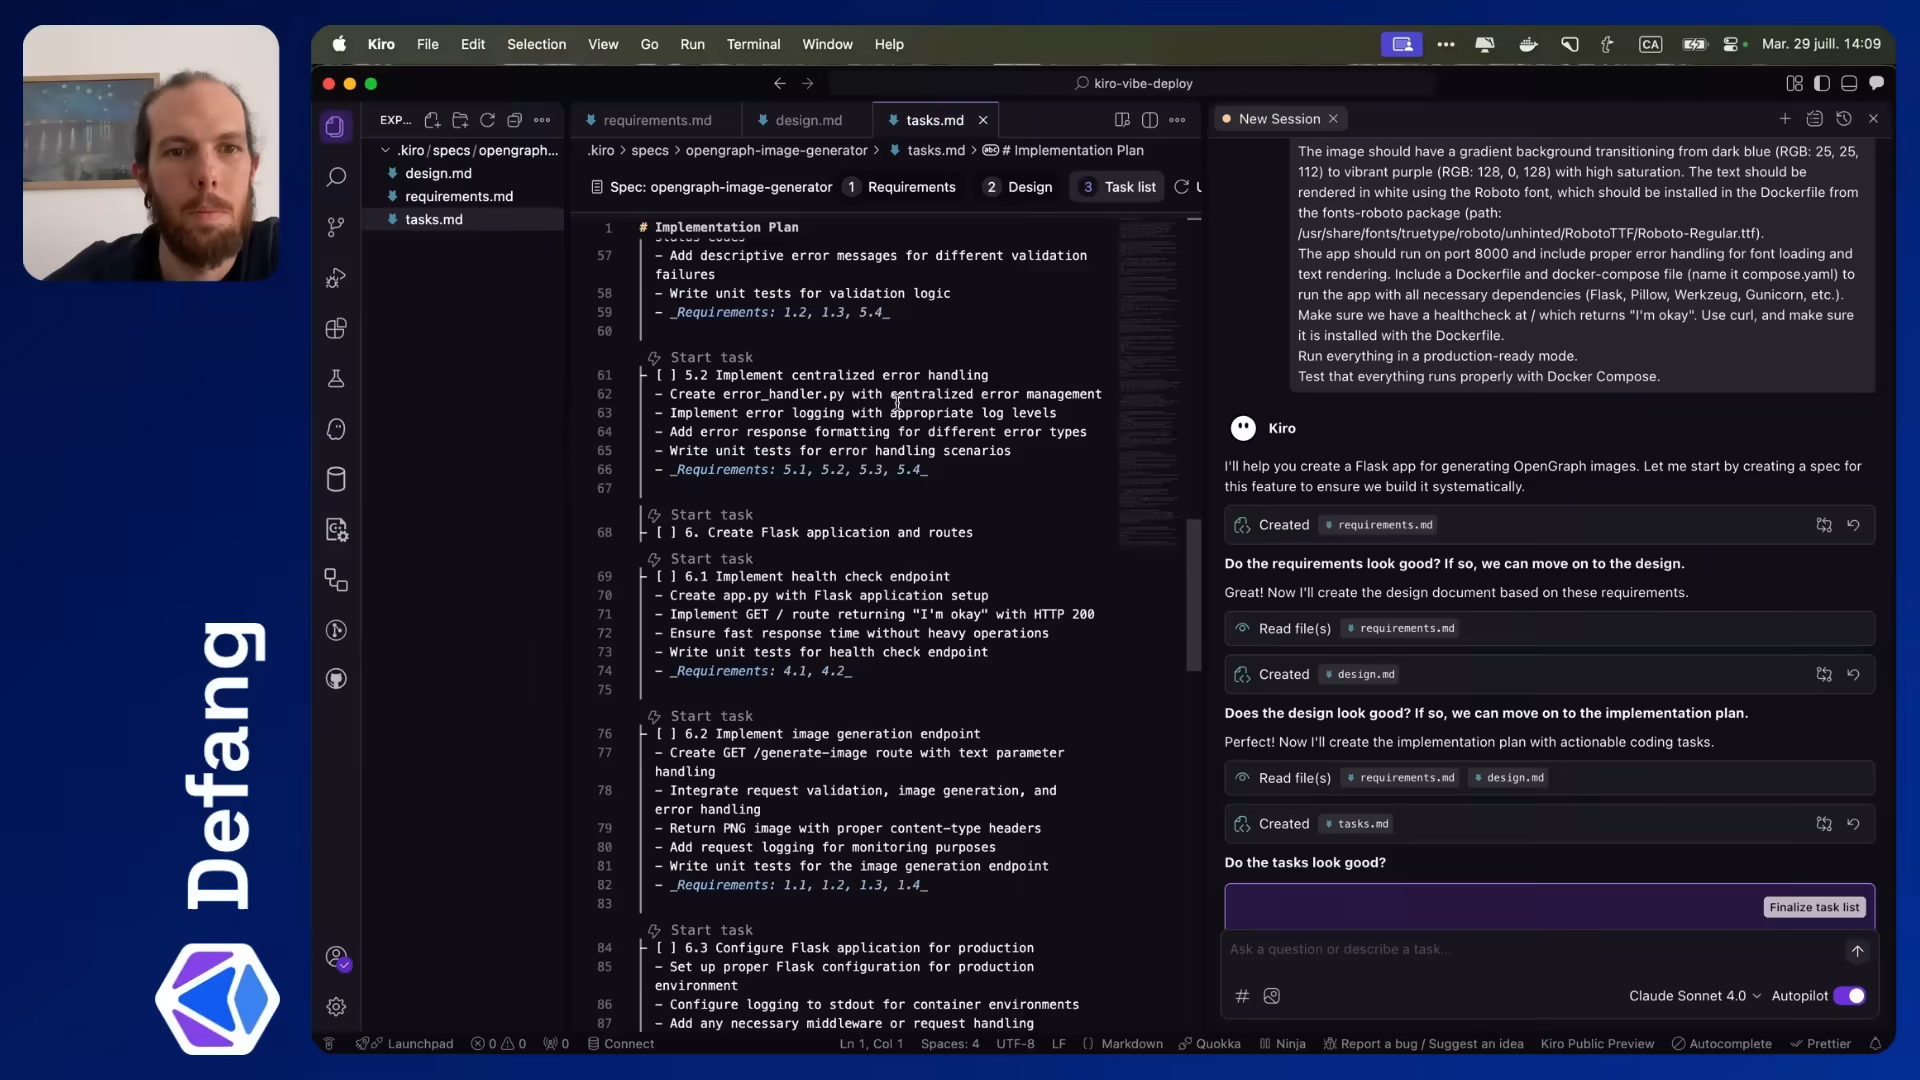 Kiro File Edit Selection View Go Run Terminal Window Help
CA
Mar. 29 juill. 14:09
kiro-vibe-deploy
EXP...
.kiro/specs/opengraph...
design.md
requirements.md
tasks.md
requirements.md
design.md
tasks.md
.kiro > specs > opengraph-image-generator > tasks.md > abc # Implementation Plan
Spec: opengraph-image-generator 1 Requirements 2 Design 3 Task list U
1 # Implementation Plan
status codes
57 - Add descriptive error messages for different validation
failures
58 - Write unit tests for validation logic
59 - _Requirements: 1.2, 1.3, 5.4_
60
Start task
61 - [ ] 5.2 Implement centralized error handling
62 - Create error_handler.py with centralized error management
63 - Implement error logging with appropriate log levels
64 - Add error response formatting for different error types
65 - Write unit tests for error handling scenarios
66 - _Requirements: 5.1, 5.2, 5.3, 5.4_
67
Start task
68 - [ ] 6. Create Flask application and routes
Start task
69 - [ ] 6.1 Implement health check endpoint
70 - Create app.py with Flask application setup
71 - Implement GET / route returning "I'm okay" with HTTP 200
72 - Ensure fast response time without heavy operations
73 - Write unit tests for health check endpoint
74 - _Requirements: 4.1, 4.2_
75
Start task
76 - [ ] 6.2 Implement image generation endpoint
77 - Create GET /generate-image route with text parameter
handling
78 - Integrate request validation, image generation, and
error handling
79 - Return PNG image with proper content-type headers
80 - Add request logging for monitoring purposes
81 - Write unit tests for the image generation endpoint
82 - _Requirements: 1.1, 1.2, 1.3, 1.4_
83
Start task
84 - [ ] 6.3 Configure Flask application for production
85 - Set up proper Flask configuration for production
environment
86 - Configure logging to stdout for container environments
87 - Add any necessary middleware or request handling
New Session
The image should have a gradient background transitioning from dark blue (RGB: 25, 25,
112) to vibrant purple (RGB: 128, 0, 128) with high saturation. The text should be
rendered in white using the Roboto font, which should be installed in the Dockerfile from
the fonts-roboto package (path:
/usr/share/fonts/truetype/roboto/unhinted/RobotoTTF/Roboto-Regular.ttf).
The app should run on port 8000 and include proper error handling for font loading and
text rendering. Include a Dockerfile and docker-compose file (name it compose.yaml) to
run the app with all necessary dependencies (Flask, Pillow, Werkzeug, Gunicorn, etc.).
Make sure we have a healthcheck at / which returns "I'm okay". Use curl, and make sure
it is installed with the Dockerfile.
Run everything in a production-ready mode.
Test that everything runs properly with Docker Compose.
Kiro
I'll help you create a Flask app for generating OpenGraph images. Let me start by creating a spec for
this feature to ensure we build it systematically.
Created requirements.md
Do the requirements look good? If so, we can move on to the design.
Great! Now I'll create the design document based on these requirements.
Read file(s) requirements.md
Created design.md
Does the design look good? If so, we can move on to the implementation plan.
Perfect! Now I'll create the implementation plan with actionable coding tasks.
Read file(s) requirements.md design.md
Created tasks.md
Do the tasks look good?
Finalize task list
Ask a question or describe a task...
# Claude Sonnet 4.0 Autopilot
Launchpad 0 0 0 Connect Ln 1, Col 1 Spaces: 4 UTF-8 LF Markdown Quokka Ninja Report a bug / Suggest an idea Kiro Public Preview Autocomplete Prettier
Defang